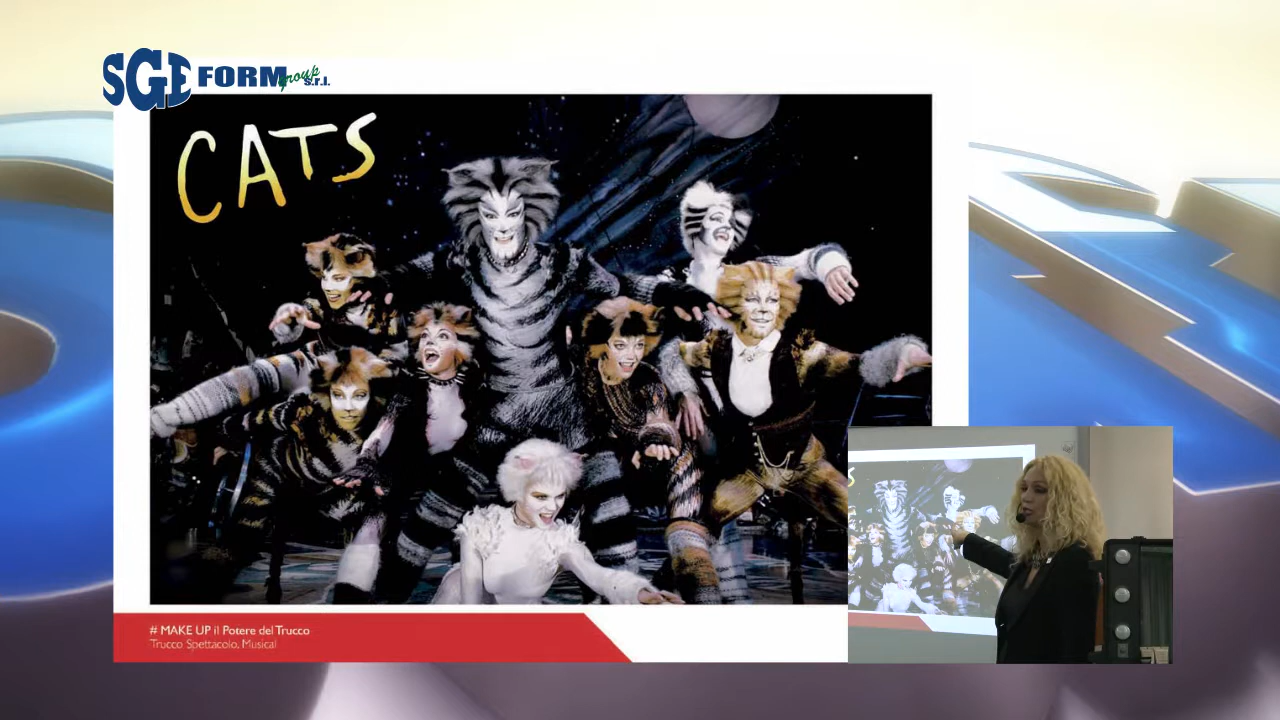 SGE FORM group s.r.l.
CATS
# MAKE UP il Potere del Trucco
Trucco Spettacolo, Musical